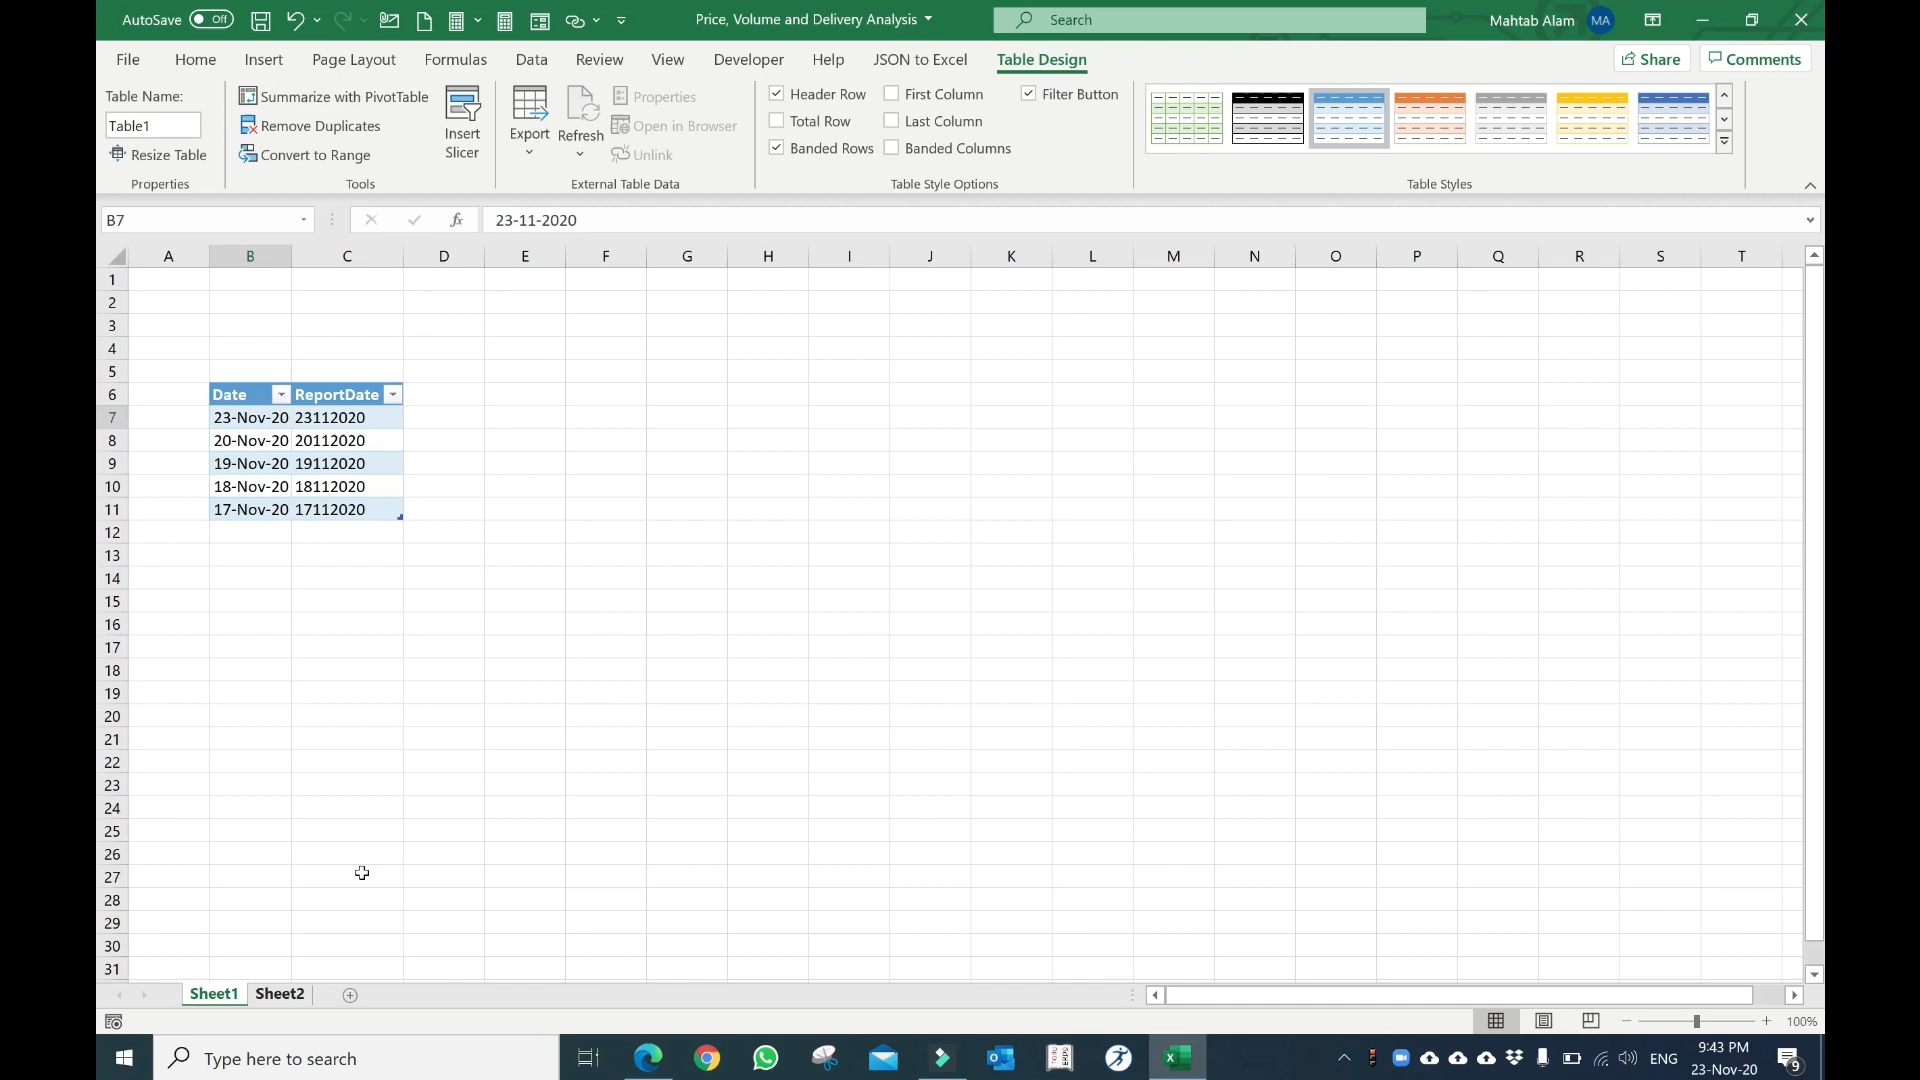 AutoSave Off Price, Volume and Delivery Analysis Search Mahtab Alam MA
File Home Insert Page Layout Formulas Data Review View Developer Help JSON to Excel Table Design Share Comments
Table Name:
Table1
Resize Table
Properties
Summarize with PivotTable
Remove Duplicates
Convert to Range
Tools
Insert
Slicer
Export
Refresh
Properties
Open in Browser
Unlink
External Table Data
Header Row First Column Filter Button
Total Row Last Column
Banded Rows Banded Columns
Table Style Options
Table Styles
B7 fx 23-11-2020
A B C D E F G H I J K L M N O P Q R S T
1
2
3
4
5
6 Date ReportDate
7 23-Nov-20 23112020
8 20-Nov-20 20112020
9 19-Nov-20 19112020
10 18-Nov-20 18112020
11 17-Nov-20 17112020
12
13
14
15
16
17
18
19
20
21
22
23
24
25
26
27
28
29
30
31
Sheet1 Sheet2
100%
Type here to search ENG 9:43 PM
23-Nov-20 9